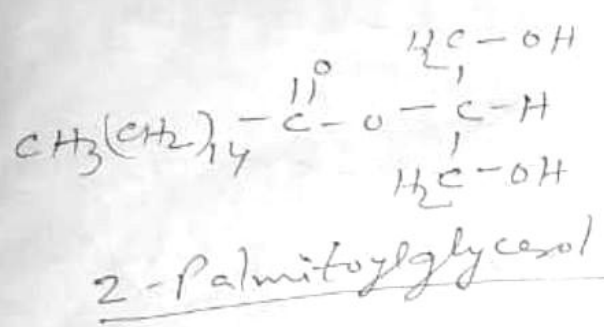 H2C-OH
O
CH3(CH2)14-C-O-C-H
H2C-OH
2-Palmitoylglycerol